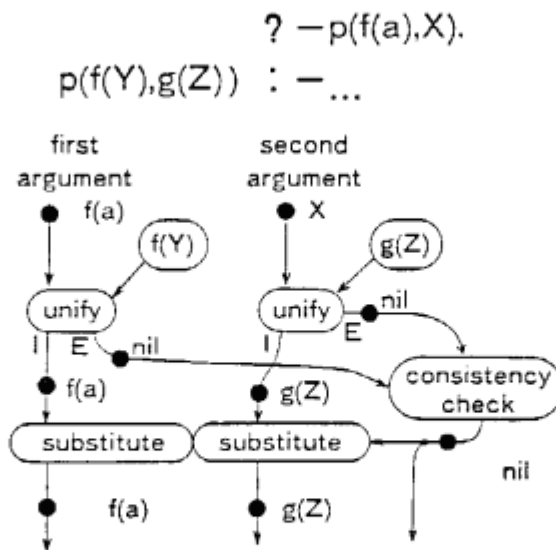 ? -p(f(a),X).
p(f(Y),g(Z)) :-...
first second
argument argument
f(a) X
f(Y) g(Z)
unify unify nil
I E nil I E
f(a) g(Z) consistency
check
substitute substitute
nil
f(a) g(Z)